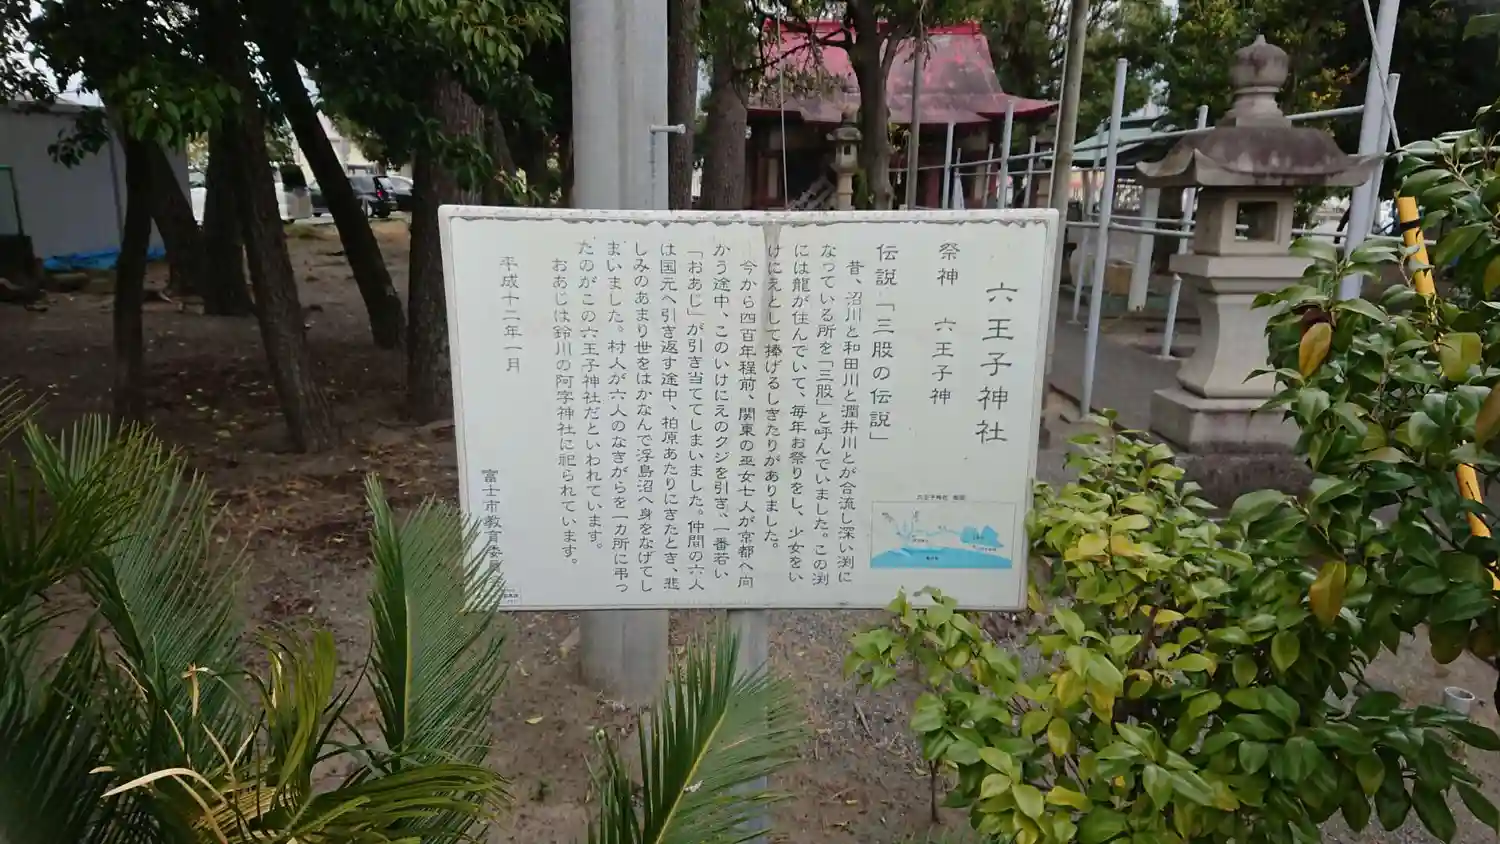 六王子神社
祭神　六王子神
伝説「三股の伝説」
昔、沼川と和田川と潤井川とが合流し深い渕に
なっている所を「三股」と呼んでいました。この渕
には龍が住んでいて、毎年お祭りをし、少女をい
けにえとして捧げるしきたりがありました。
今から四百年程前、関東の巫女七人が京都へ向
かう途中、このいけにえのクジを引き、一番若い
「おあじ」が引き当ててしまいました。仲間の六人
は国元へ引き返す途中、柏原あたりにきたとき、悲
しみのあまり世をはかなんで浮島沼へ身をなげてし
まいました。村人が六人のなきがらを一カ所に弔っ
たのがこの六王子神社だといわれています。
おあじは鈴川の阿字神社に祀られています。
平成十二年一月
富士市教育委員会